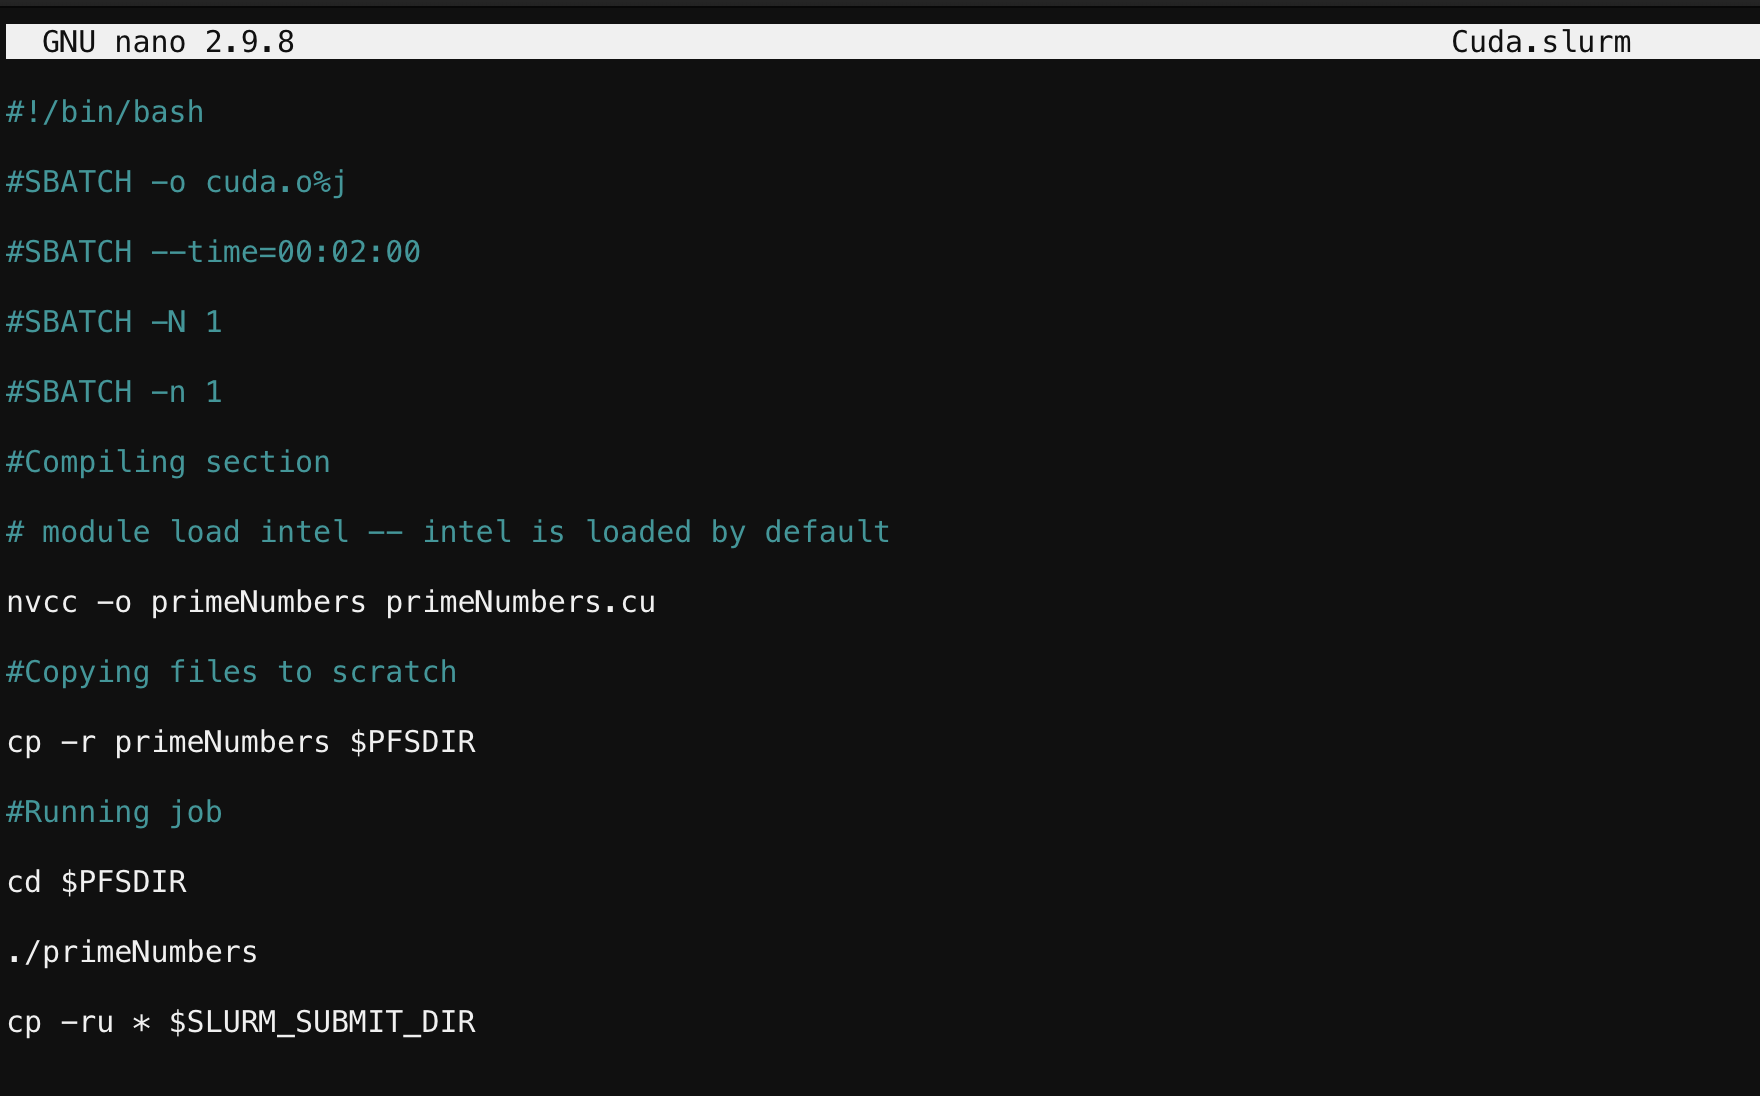 GNU nano 2.9.8 Cuda.slurm
#!/bin/bash
#SBATCH -o cuda.o%j
#SBATCH --time=00:02:00
#SBATCH -N 1
#SBATCH -n 1
#Compiling section
# module load intel -- intel is loaded by default
nvcc -o primeNumbers primeNumbers.cu
#Copying files to scratch
cp -r primeNumbers $PFSDIR
#Running job
cd $PFSDIR
./primeNumbers
cp -ru * $SLURM_SUBMIT_DIR